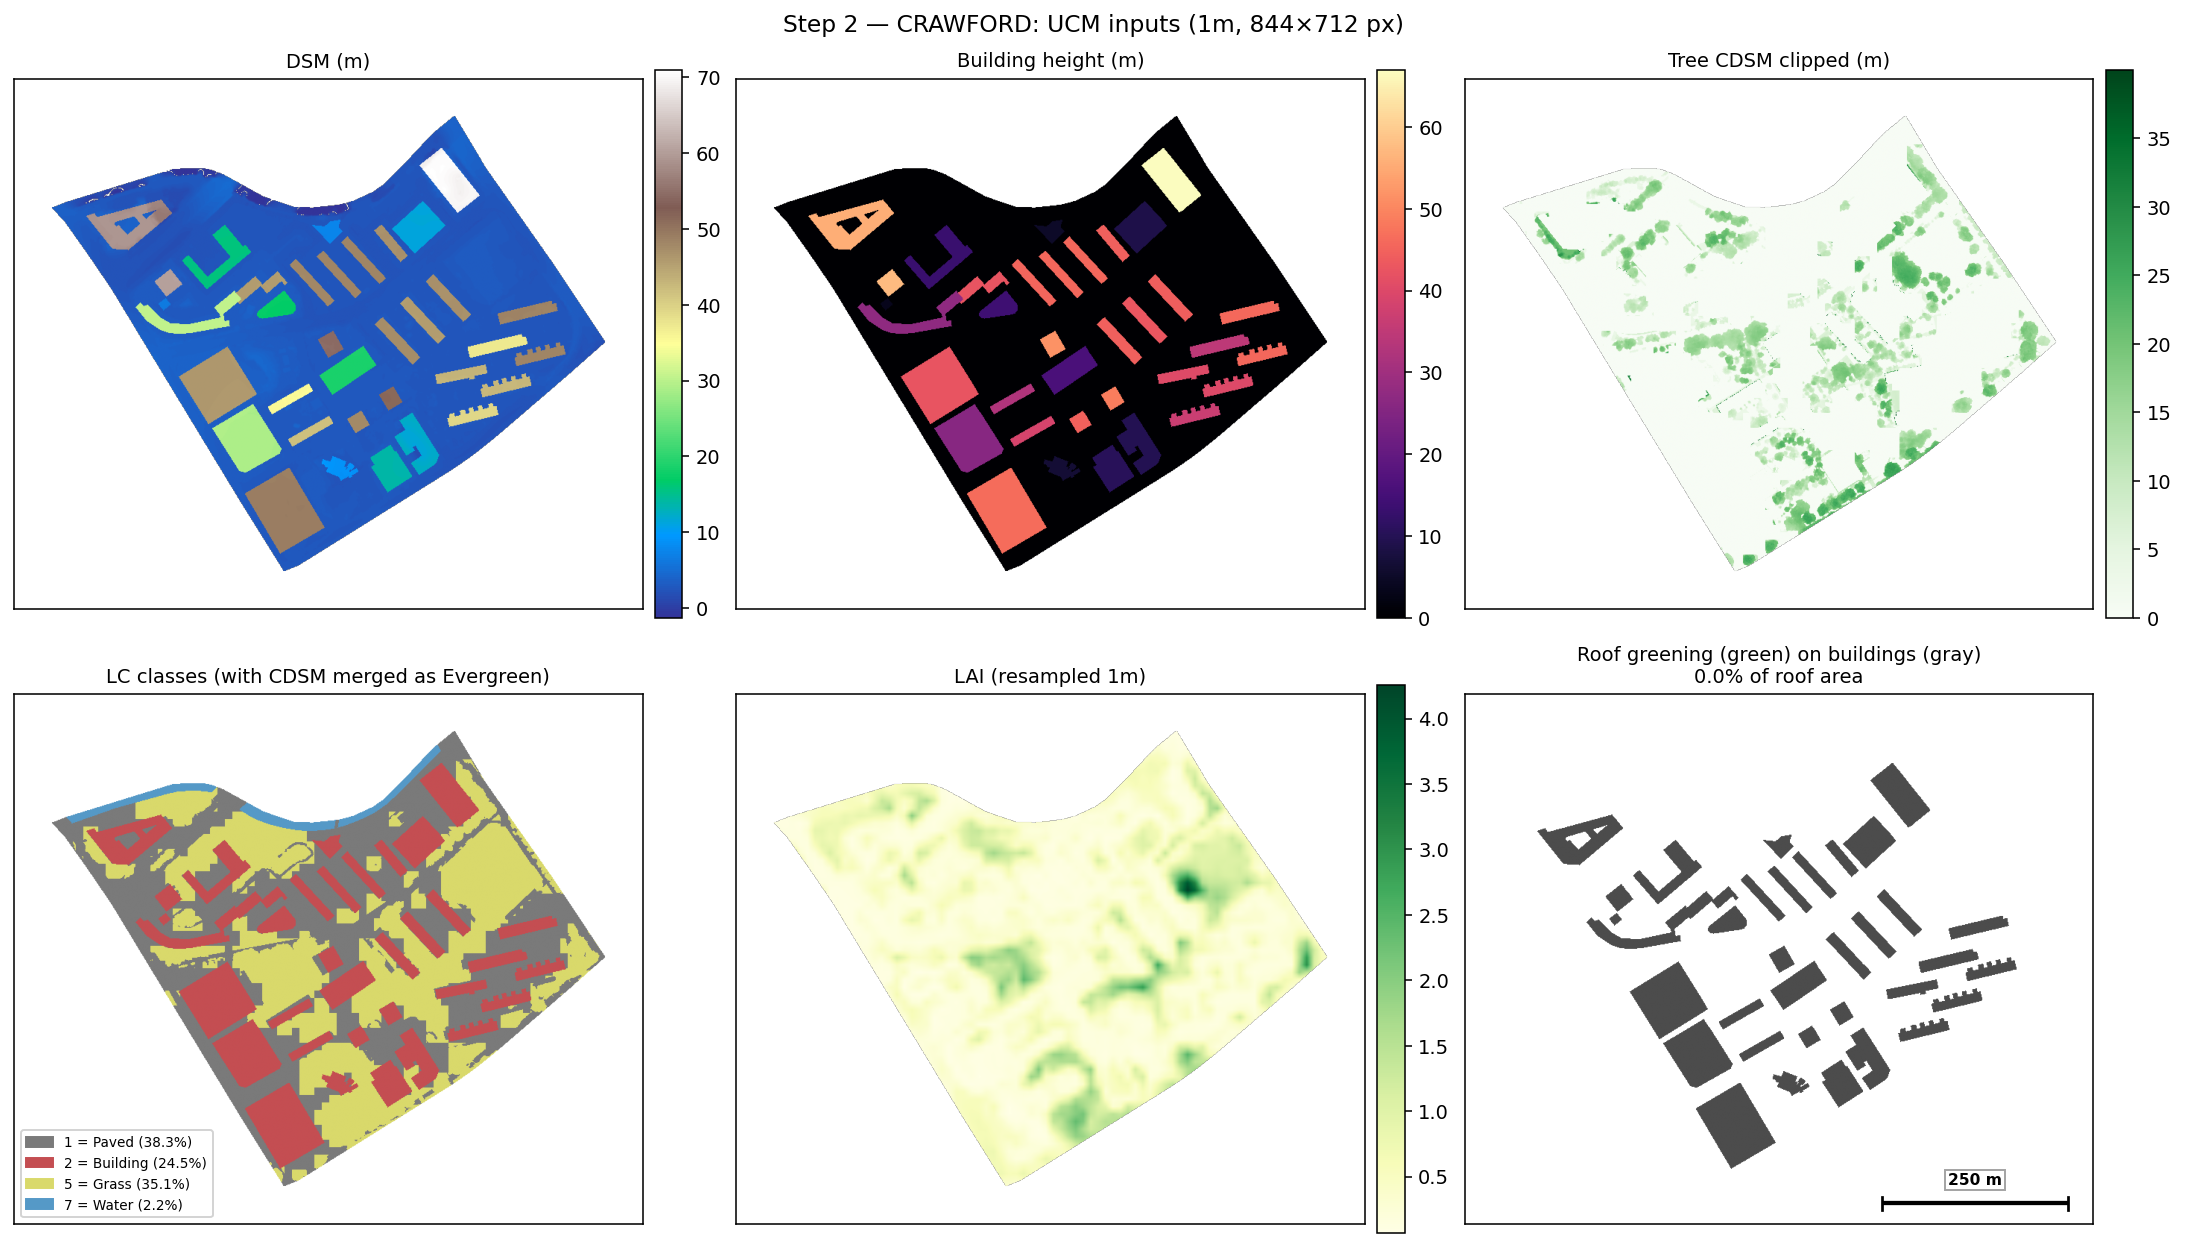 Step 2 — CRAWFORD: UCM inputs (1m, 844×712 px)
DSM (m)
70
60
50
40
30
20
10
0
Building height (m)
60
50
40
30
20
10
0
Tree CDSM clipped (m)
35
30
25
20
15
10
5
0
LC classes (with CDSM merged as Evergreen)
1 = Paved (38.3%)
2 = Building (24.5%)
5 = Grass (35.1%)
7 = Water (2.2%)
LAI (resampled 1m)
4.0
3.5
3.0
2.5
2.0
1.5
1.0
0.5
Roof greening (green) on buildings (gray)
0.0% of roof area
250 m